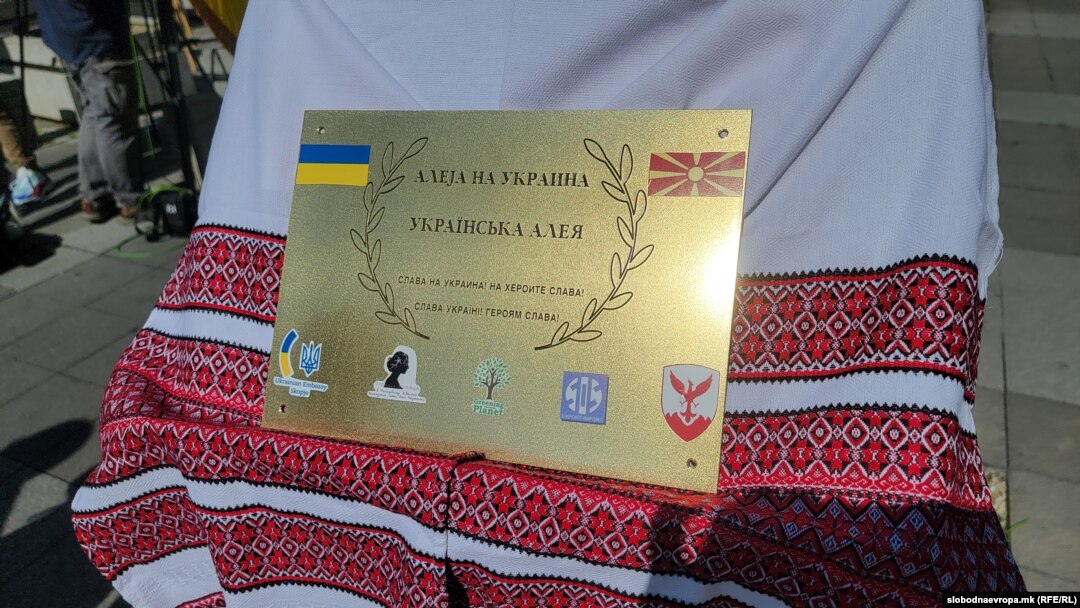 АЛЕЈА НА УКРАИНА
УКРАЇНСЬКА АЛЕЯ
СЛАВА НА УКРАИНА! НА ХЕРОИТЕ СЛАВА!
СЛАВА УКРАЇНІ! ГЕРОЯМ СЛАВА!
Ukrainian Embassy
Skopje
Greening
Planet
slobodnaevropa.mk (RFE/RL)